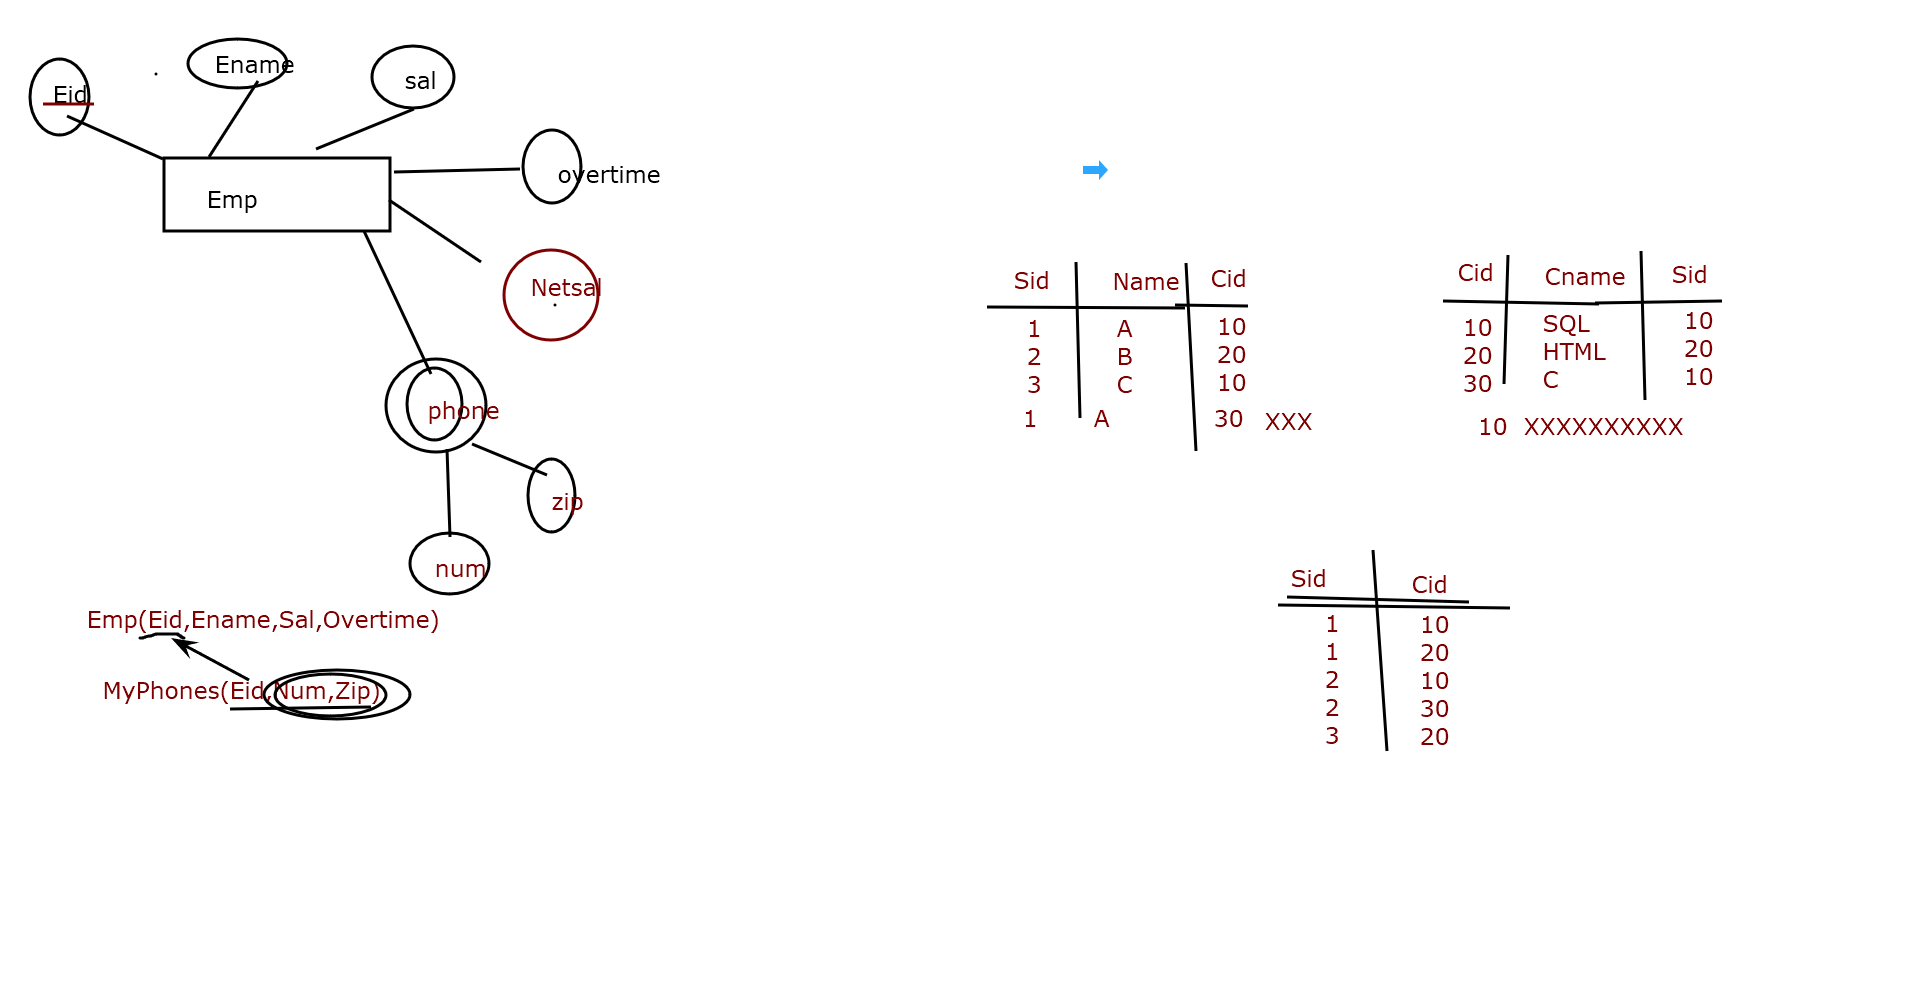 Eid
Ename
sal
overtime
Emp
Netsal
phone
zip
num
Emp(Eid,Ename,Sal,Overtime)
MyPhones(Eid,Num,Zip)
Sid Name Cid
1 A 10
2 B 20
3 C 10
1 A 30 XXX
Cid Cname Sid
10 SQL 10
20 HTML 20
30 C 10
10 XXXXXXXXXX
Sid Cid
1 10
1 20
2 10
2 30
3 20